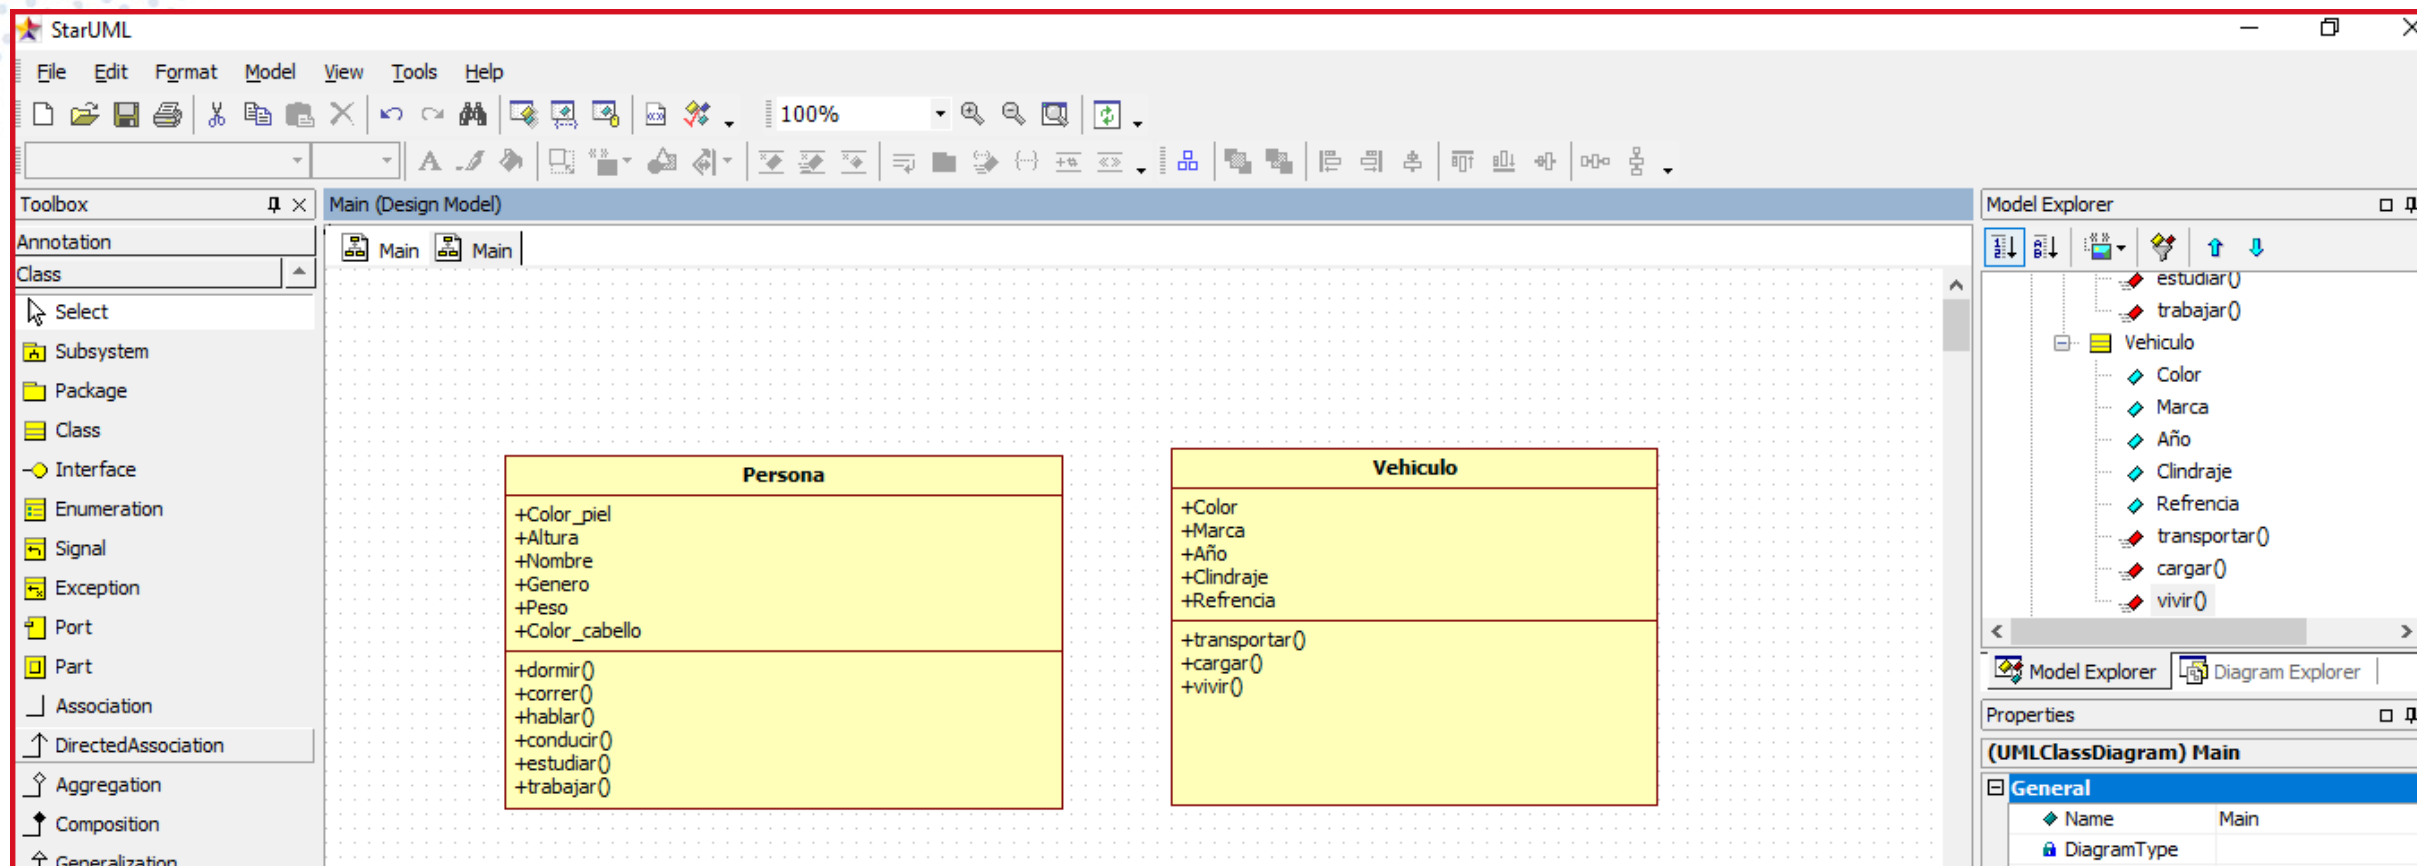 StarUML
File Edit Format Model View Tools Help
100%
Toolbox
Annotation
Class
Select
Subsystem
Package
Class
Interface
Enumeration
Signal
Exception
Port
Part
Association
DirectedAssociation
Aggregation
Composition
Generalization
Main (Design Model)
Main Main
Persona
+Color_piel
+Altura
+Nombre
+Genero
+Peso
+Color_cabello
+dormir()
+correr()
+hablar()
+conducir()
+estudiar()
+trabajar()
Vehiculo
+Color
+Marca
+Año
+Clindraje
+Refrencia
+transportar()
+cargar()
+vivir()
Model Explorer
estudiar()
trabajar()
Vehiculo
Color
Marca
Año
Clindraje
Refrencia
transportar()
cargar()
vivir()
Model Explorer Diagram Explorer
Properties
(UMLClassDiagram) Main
General
Name Main
DiagramType